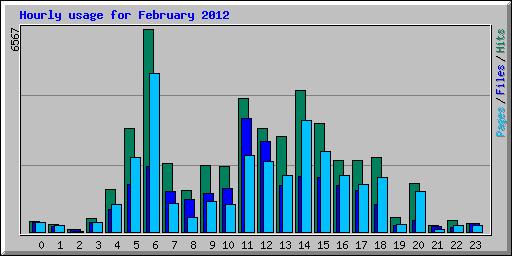 Hourly usage for February 2012
6567
Pages/Files/Hits
0 1 2 3 4 5 6 7 8 9 10 11 12 13 14 15 16 17 18 19 20 21 22 23